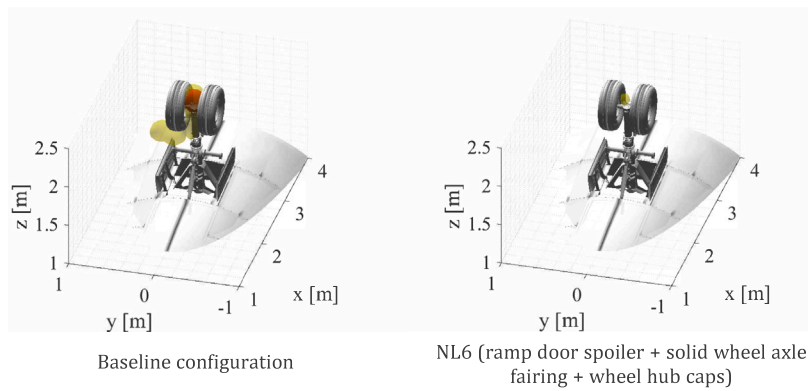 2.5
2
1.5
1
z [m]
1
0
-1
y [m]
1
2
3
4
x [m]
Baseline configuration
2.5
2
1.5
1
z [m]
1
0
-1
y [m]
1
2
3
4
x [m]
NL6 (ramp door spoiler + solid wheel axle
fairing + wheel hub caps)